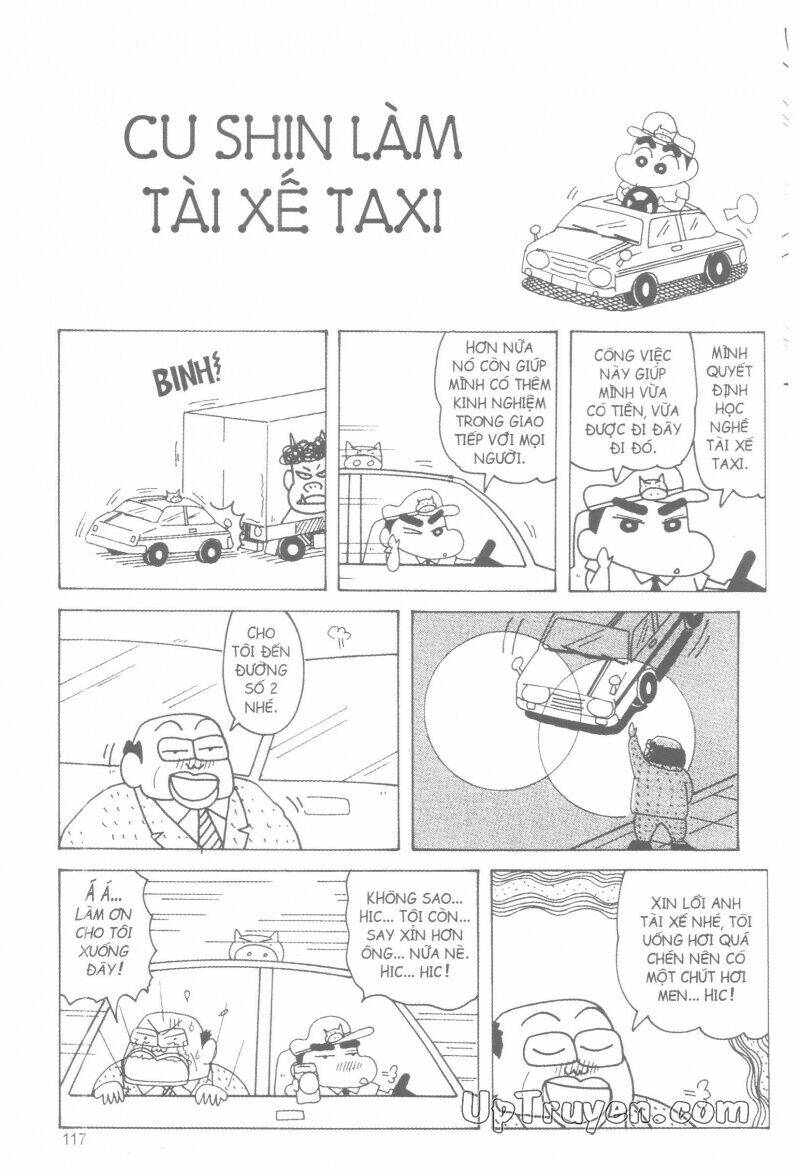 CU SHIN LÀM
TÀI XẾ TAXI
MÌNH
QUYẾT
ĐỊNH
HỌC
NGHỀ
TÀI XẾ
TAXI.
CÔNG VIỆC
NÀY GIÚP
MÌNH VỪA
CÓ TIỀN, VỪA
ĐƯỢC ĐI ĐÂY
ĐI ĐÓ.
HƠN NỮA
NÓ CÒN GIÚP
MÌNH CÓ THÊM
KINH NGHIỆM
TRONG GIAO
TIẾP VỚI MỌI
NGƯỜI.
BINH!
CHO
TÔI ĐẾN
ĐƯỜNG
SỐ 2
NHÉ.
XIN LỖI ANH
TÀI XẾ NHÉ, TÔI
UỐNG HƠI QUÁ
CHÉN NÊN CÓ
MỘT CHÚT HƠI
MEN... HIC!
KHÔNG SAO...
HIC... TÔI CÒN...
SAY XỈN HƠN
ÔNG... NỮA NÈ.
HIC... HIC!
Á Á...
LÀM ƠN
CHO TÔI
XUỐNG
ĐÂY!
UpTruyen.com
117